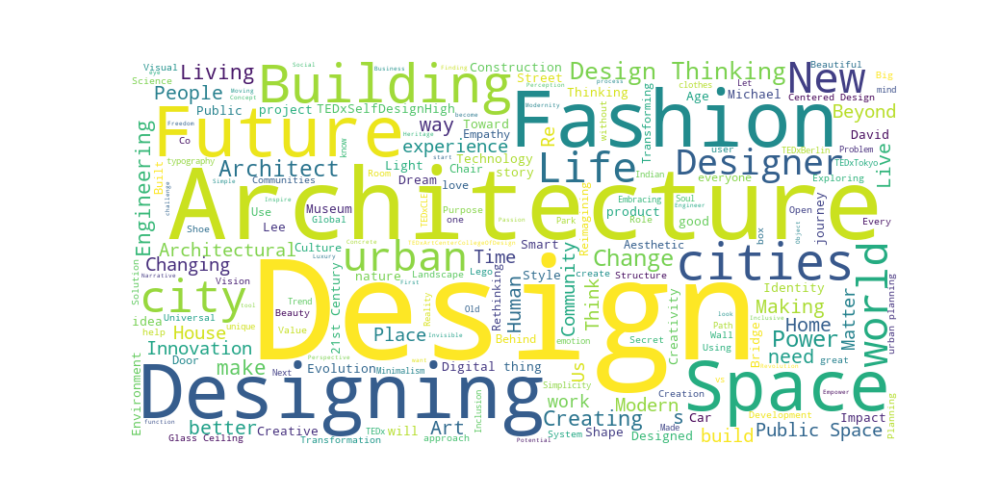 Visual
Science
Living
People
Public
Co
Freedom
Building
project
Social
Business
Moving
Concept
eye
Finding
Perception
process
Construction
Street
Thinking
TEDxSelfDesignHigh
Design Thinking
clothes
Age
without
Transforming
New
Let
Michael
Beautiful
Centered Design
Big
mind
Beyond
David
Future
Fashion
way
Toward
Empathy
experience
Modernity
become
Heritage
start
know
Re
user
TEDxBerlin
Problem
TEDxTokyo
Exploring
Live
Engineering
typography
Built
Architect
Light
Technology
Chair
story
Life
Indian
Designer
everyone
Communities
Simple
Room
Dream
love
challenge
Inspire
Architecture
Embracing
Soul
Engineer
Use
Museum
Global
Purpose
one
Passion
Park
Reimagining
product
Role
good
Open
box
Object
journey
Every
Shoe
Lee
TEDxCLE
Architectural
Culture
Concrete
Luxury
TEDxArtCenterCollegeOfDesign
urban
Time
Smart
Aesthetic
Change
cities
world
Changing
Narrative
Vision
nature
Landscape
Lego
First
Style
create
Structure
Identity
Making
Solution
city
Trend
tool
Design
Universal
idea
help
unique
Beauty
Value
21st Century
House
Place
Reality
Old
Invisible
Rethinking
Human
Behind
Community
Think
emotion
Secret
Creativity
look
Path
Wall
Using
Inclusive
Bridge
Home
Power
Matter
urban planning
Innovation
Door
make
Next
Perspective
Evolution
Minimalism
Digital
thing
Us
vs
need
great
Revolution
Environment
Designing
want
Simplicity
Creation
Space
Empower
work
Modern
s
Car
Development
Impact
Planning
function
better
Creative
Art
Inclusion
Creating
Made
Glass Ceiling
Transformation
TEDx
will
approach
System
Potential
Shape
Designed
build
Public Space